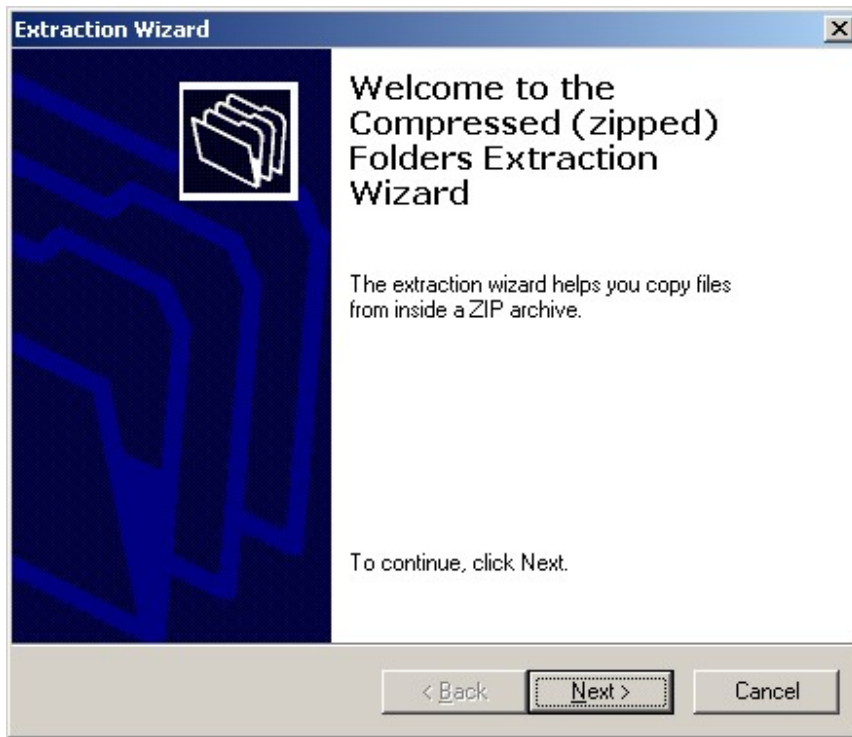 Extraction Wizard
Welcome to the
Compressed (zipped)
Folders Extraction
Wizard
The extraction wizard helps you copy files
from inside a ZIP archive.
To continue, click Next.
< Back
Next >
Cancel